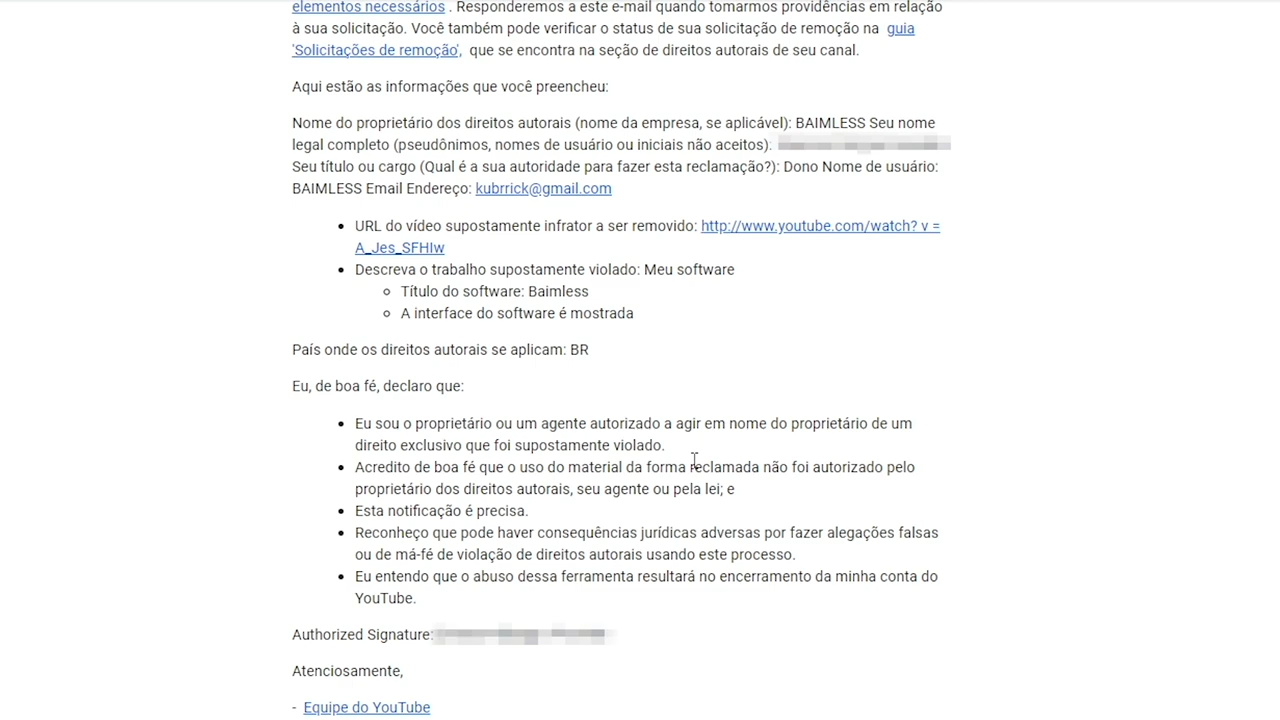 elementos necessários . Responderemos a este e-mail quando tomarmos providências em relação
à sua solicitação. Você também pode verificar o status de sua solicitação de remoção na guia
'Solicitações de remoção', que se encontra na seção de direitos autorais de seu canal.
Aqui estão as informações que você preencheu:
Nome do proprietário dos direitos autorais (nome da empresa, se aplicável): BAIMLESS Seu nome
legal completo (pseudônimos, nomes de usuário ou iniciais não aceitos):
Seu título ou cargo (Qual é a sua autoridade para fazer esta reclamação?): Dono Nome de usuário:
BAIMLESS Email Endereço: kubrrick@gmail.com
• URL do vídeo supostamente infrator a ser removido: http://www.youtube.com/watch? v =
A_Jes_SFHIw
• Descreva o trabalho supostamente violado: Meu software
○ Título do software: Baimless
○ A interface do software é mostrada
País onde os direitos autorais se aplicam: BR
Eu, de boa fé, declaro que:
• Eu sou o proprietário ou um agente autorizado a agir em nome do proprietário de um
direito exclusivo que foi supostamente violado.
• Acredito de boa fé que o uso do material da forma reclamada não foi autorizado pelo
proprietário dos direitos autorais, seu agente ou pela lei; e
• Esta notificação é precisa.
• Reconheço que pode haver consequências jurídicas adversas por fazer alegações falsas
ou de má-fé de violação de direitos autorais usando este processo.
• Eu entendo que o abuso dessa ferramenta resultará no encerramento da minha conta do
YouTube.
Authorized Signature:
Atenciosamente,
- Equipe do YouTube